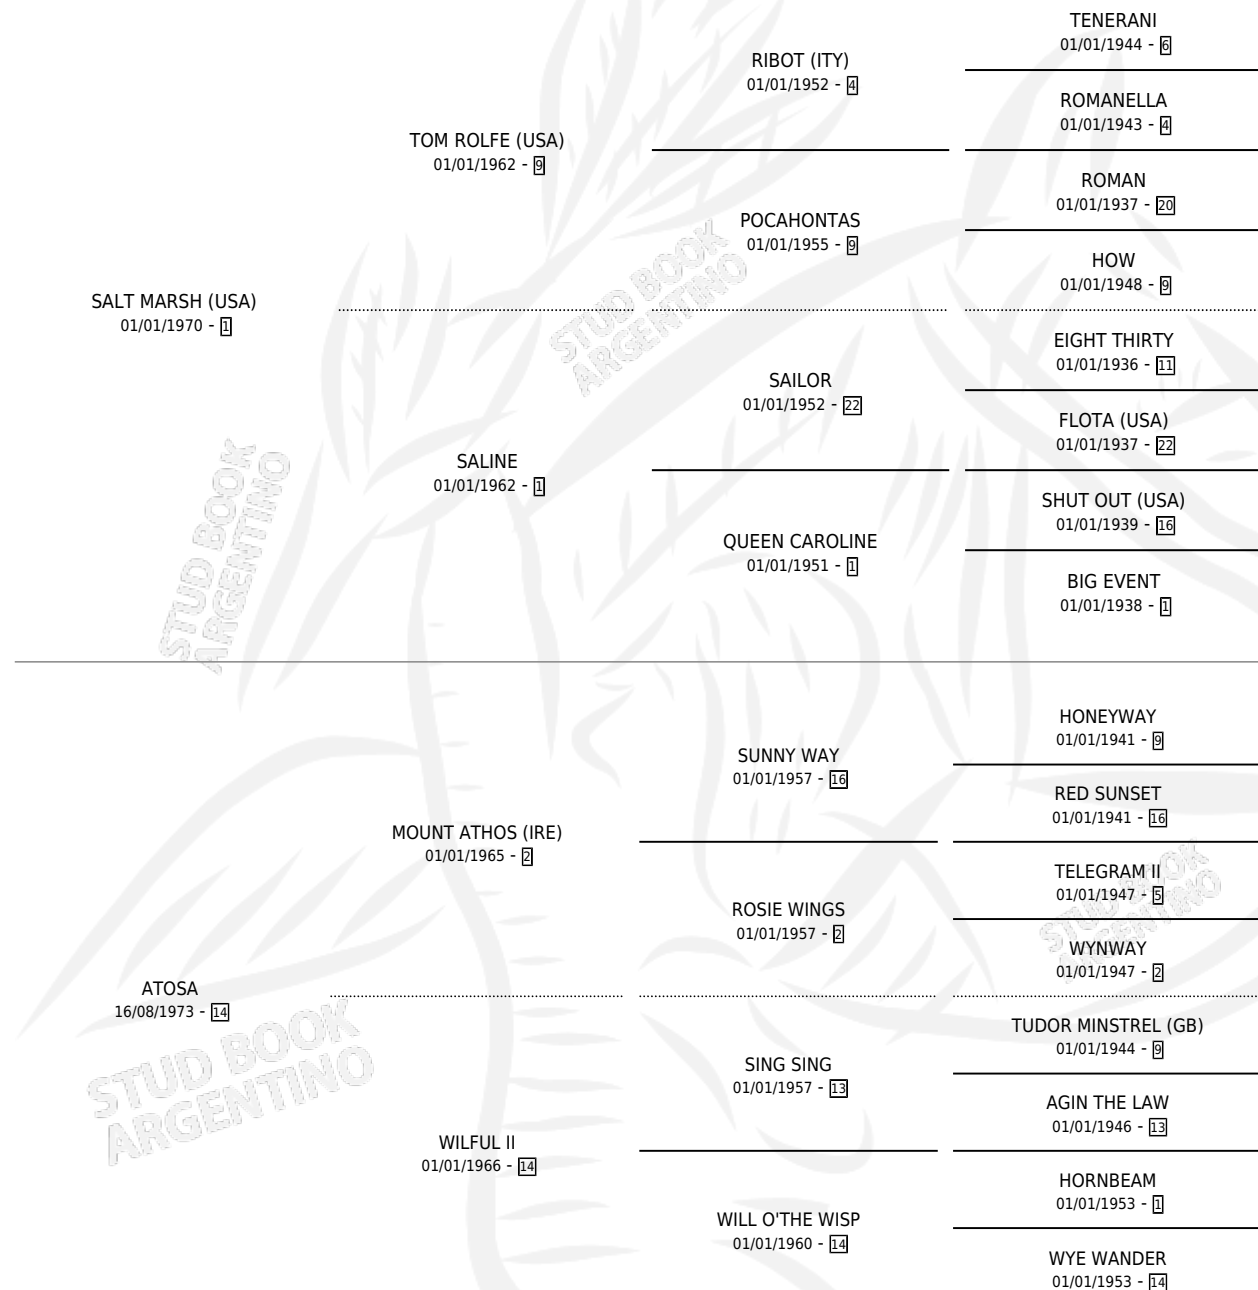 TENERANI
01/01/1944 - 6
RIBOT (ITY)
01/01/1952 - 4
ROMANELLA
01/01/1943 - 4
TOM ROLFE (USA)
01/01/1962 - 9
ROMAN
01/01/1937 - 20
POCAHONTAS
01/01/1955 - 9
HOW
01/01/1948 - 9
SALT MARSH (USA)
01/01/1970 - 1
STUD BOOK
ARGENTINO
EIGHT THIRTY
01/01/1936 - 11
SAILOR
01/01/1952 - 22
FLOTA (USA)
01/01/1937 - 22
SALINE
01/01/1962 - 1
SHUT OUT (USA)
01/01/1939 - 16
QUEEN CAROLINE
01/01/1951 - 1
BIG EVENT
01/01/1938 - 1
STUD BOOK
ARGENTINO
HONEYWAY
01/01/1941 - 9
SUNNY WAY
01/01/1957 - 16
RED SUNSET
01/01/1941 - 16
MOUNT ATHOS (IRE)
01/01/1965 - 2
TELEGRAM II
01/01/1947 - 5
ROSIE WINGS
01/01/1957 - 2
WYNWAY
01/01/1947 - 2
STUD BOOK
ARGENTINO
ATOSA
16/08/1973 - 14
STUD BOOK
ARGENTINO
TUDOR MINSTREL (GB)
01/01/1944 - 9
SING SING
01/01/1957 - 13
AGIN THE LAW
01/01/1946 - 13
WILFUL II
01/01/1966 - 14
HORNBEAM
01/01/1953 - 1
WILL O'THE WISP
01/01/1960 - 14
WYE WANDER
01/01/1953 - 14